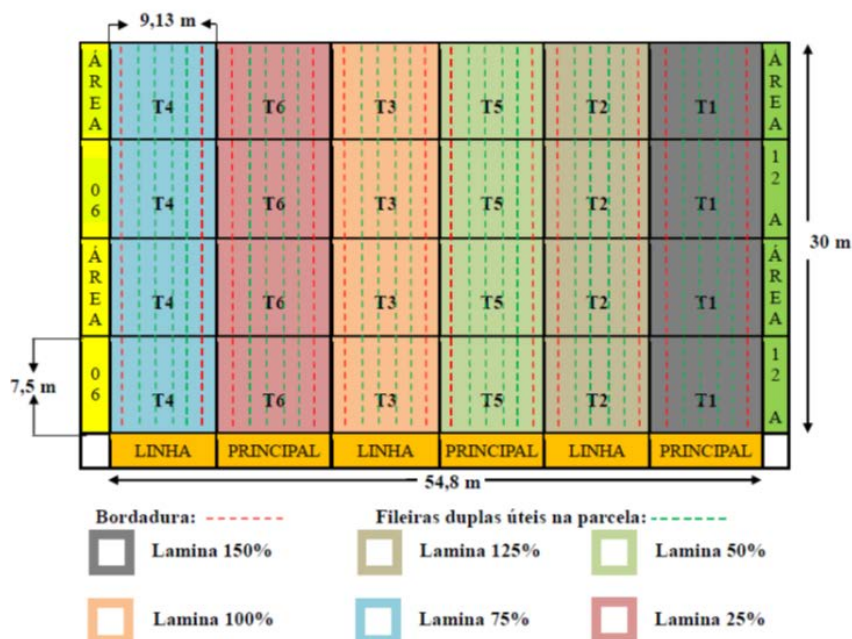 9,13 m
ÁREA
T4
T6
T3
T5
T2
T1
ÁREA
06
T4
T6
T3
T5
T2
T1
12 A
30 m
ÁREA
T4
T6
T3
T5
T2
T1
ÁREA
7,5 m
06
T4
T6
T3
T5
T2
T1
12 A
LINHA
PRINCIPAL
LINHA
PRINCIPAL
LINHA
PRINCIPAL
54,8 m
Bordadura:
Fileiras duplas úteis na parcela:
Lamina 150%
Lamina 125%
Lamina 50%
Lamina 100%
Lamina 75%
Lamina 25%